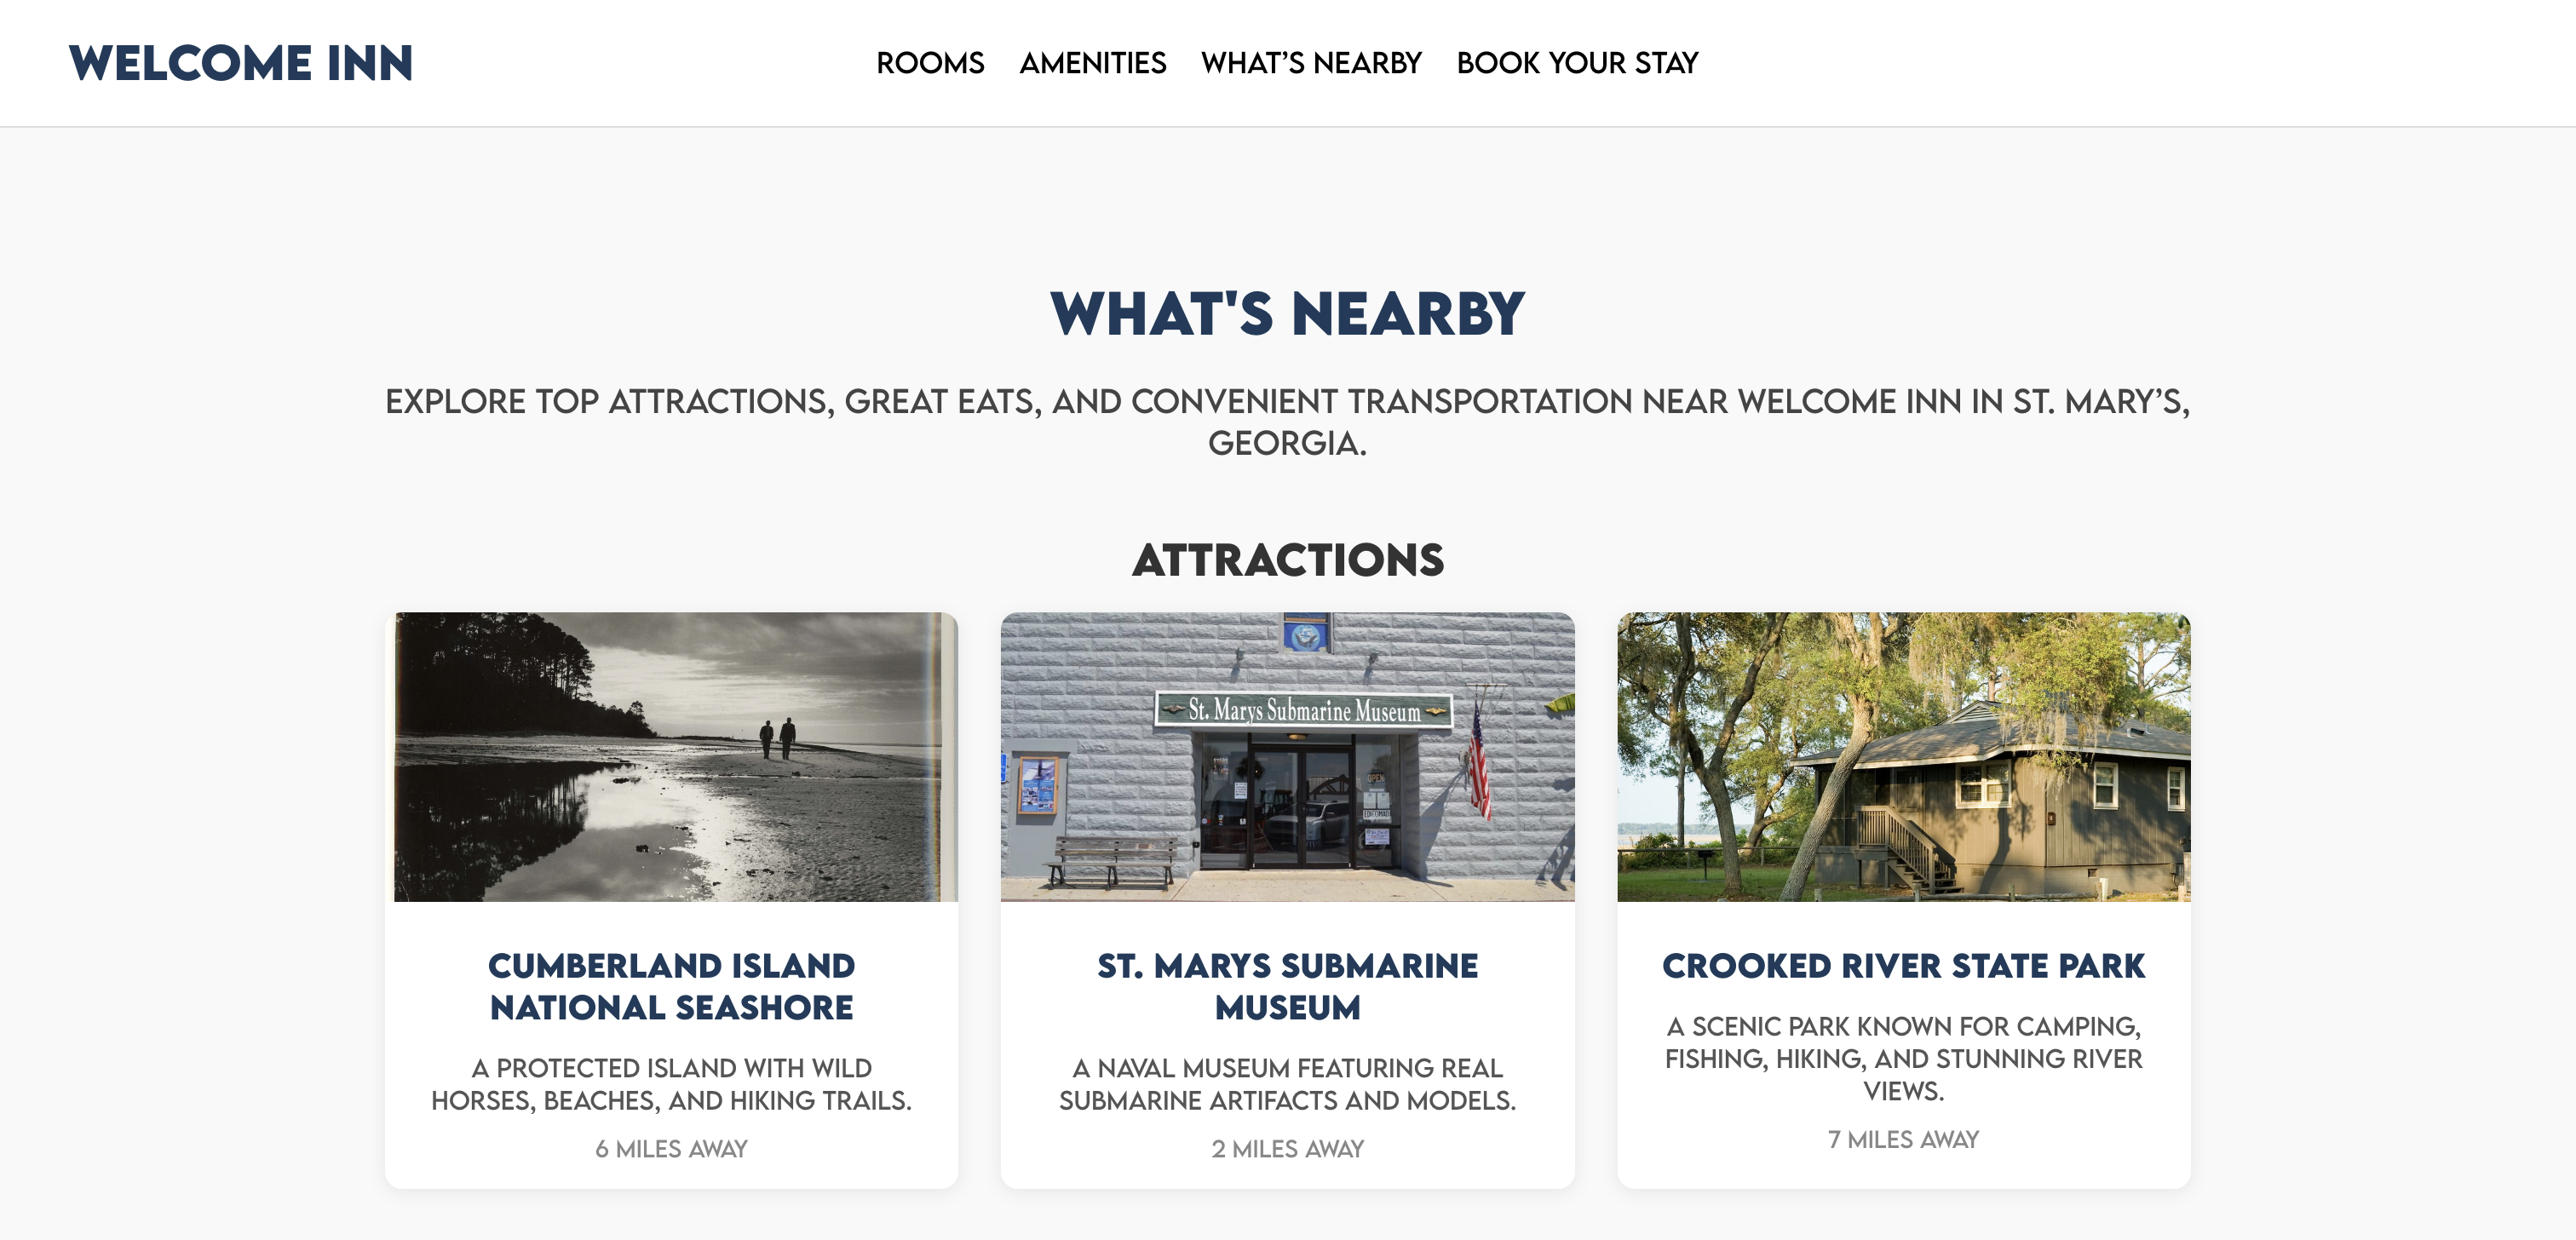 WELCOME INN
ROOMS AMENITIES WHAT’S NEARBY BOOK YOUR STAY
WHAT'S NEARBY
EXPLORE TOP ATTRACTIONS, GREAT EATS, AND CONVENIENT TRANSPORTATION NEAR WELCOME INN IN ST. MARY’S,
GEORGIA.
ATTRACTIONS
St. Marys Submarine Museum
OPEN
CUMBERLAND ISLAND
NATIONAL SEASHORE
A PROTECTED ISLAND WITH WILD
HORSES, BEACHES, AND HIKING TRAILS.
6 MILES AWAY
ST. MARYS SUBMARINE
MUSEUM
A NAVAL MUSEUM FEATURING REAL
SUBMARINE ARTIFACTS AND MODELS.
2 MILES AWAY
CROOKED RIVER STATE PARK
A SCENIC PARK KNOWN FOR CAMPING,
FISHING, HIKING, AND STUNNING RIVER
VIEWS.
7 MILES AWAY